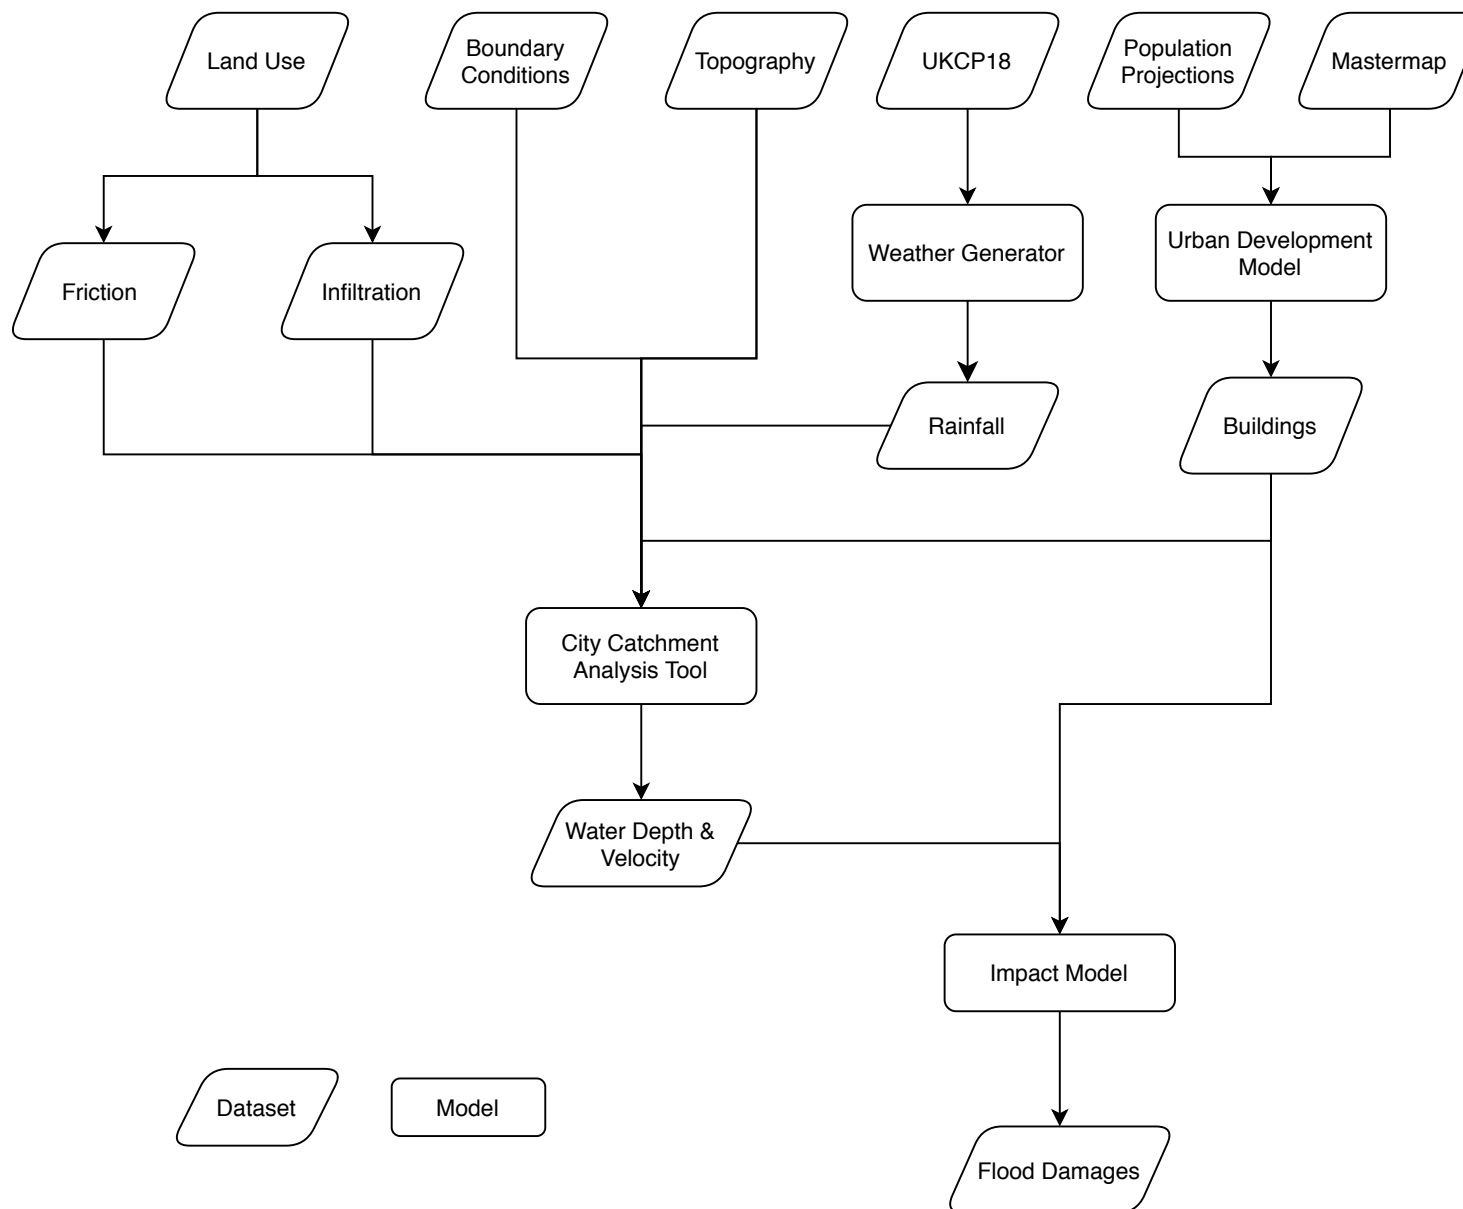 Land Use
Boundary
Conditions
Topography
UKCP18
Population
Projections
Mastermap
Friction
Infiltration
Weather Generator
Urban Development
Model
Rainfall
Buildings
City Catchment
Analysis Tool
Water Depth &
Velocity
Impact Model
Dataset
Model
Flood Damages